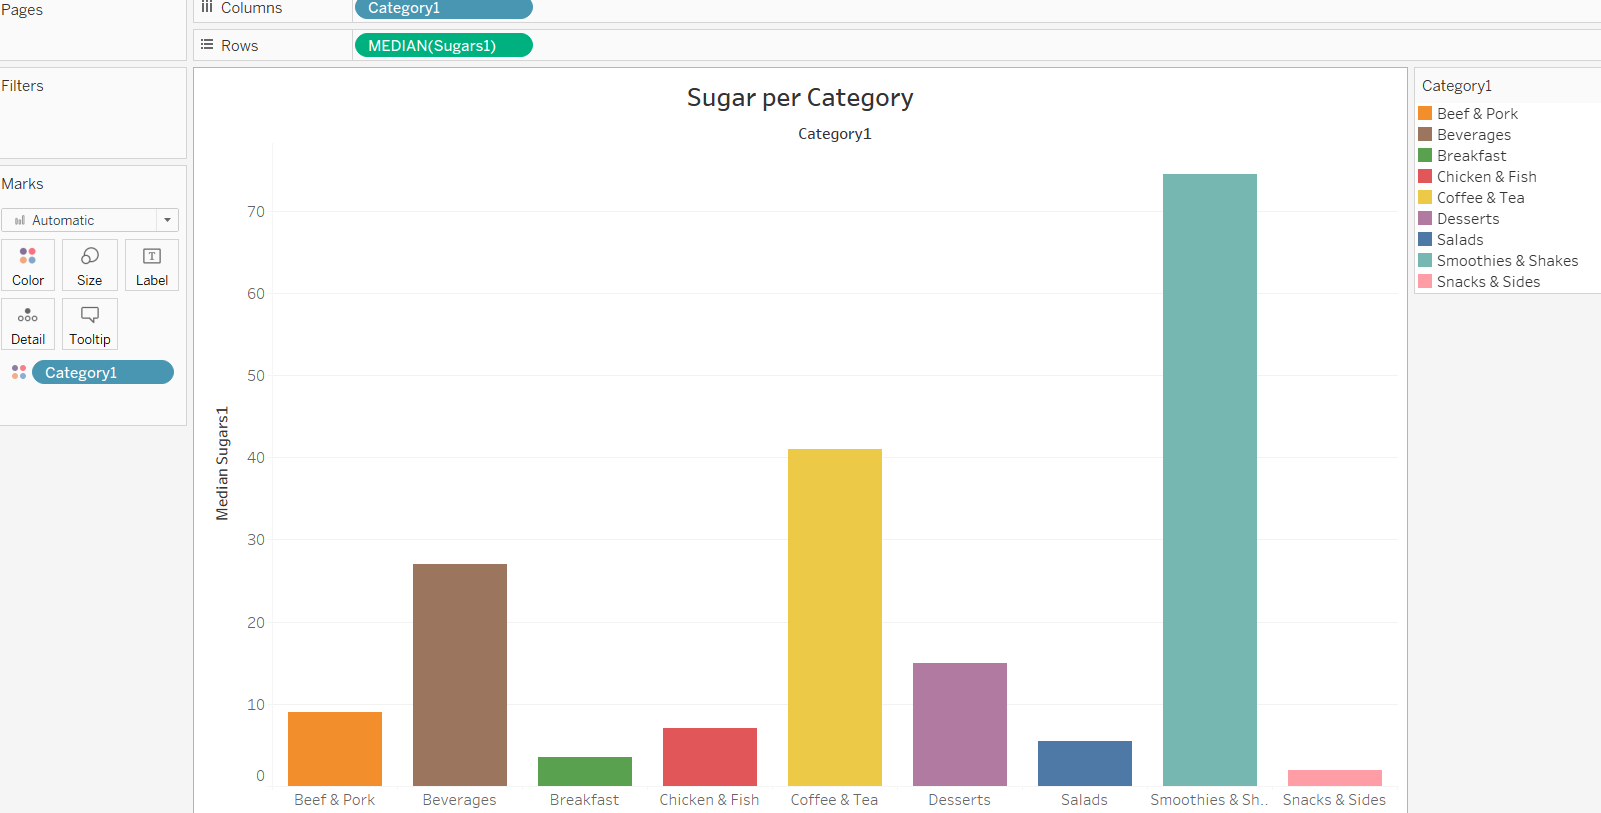 Pages
Columns
Category1
Rows
MEDIAN(Sugars1)
Filters
Marks
Automatic
Color
Size
Label
Detail
Tooltip
Category1
Sugar per Category
Category1
Median Sugars1
70
60
50
40
30
20
10
0
Beef & Pork
Beverages
Breakfast
Chicken & Fish
Coffee & Tea
Desserts
Salads
Smoothies & Sh..
Snacks & Sides
Category1
Beef & Pork
Beverages
Breakfast
Chicken & Fish
Coffee & Tea
Desserts
Salads
Smoothies & Shakes
Snacks & Sides